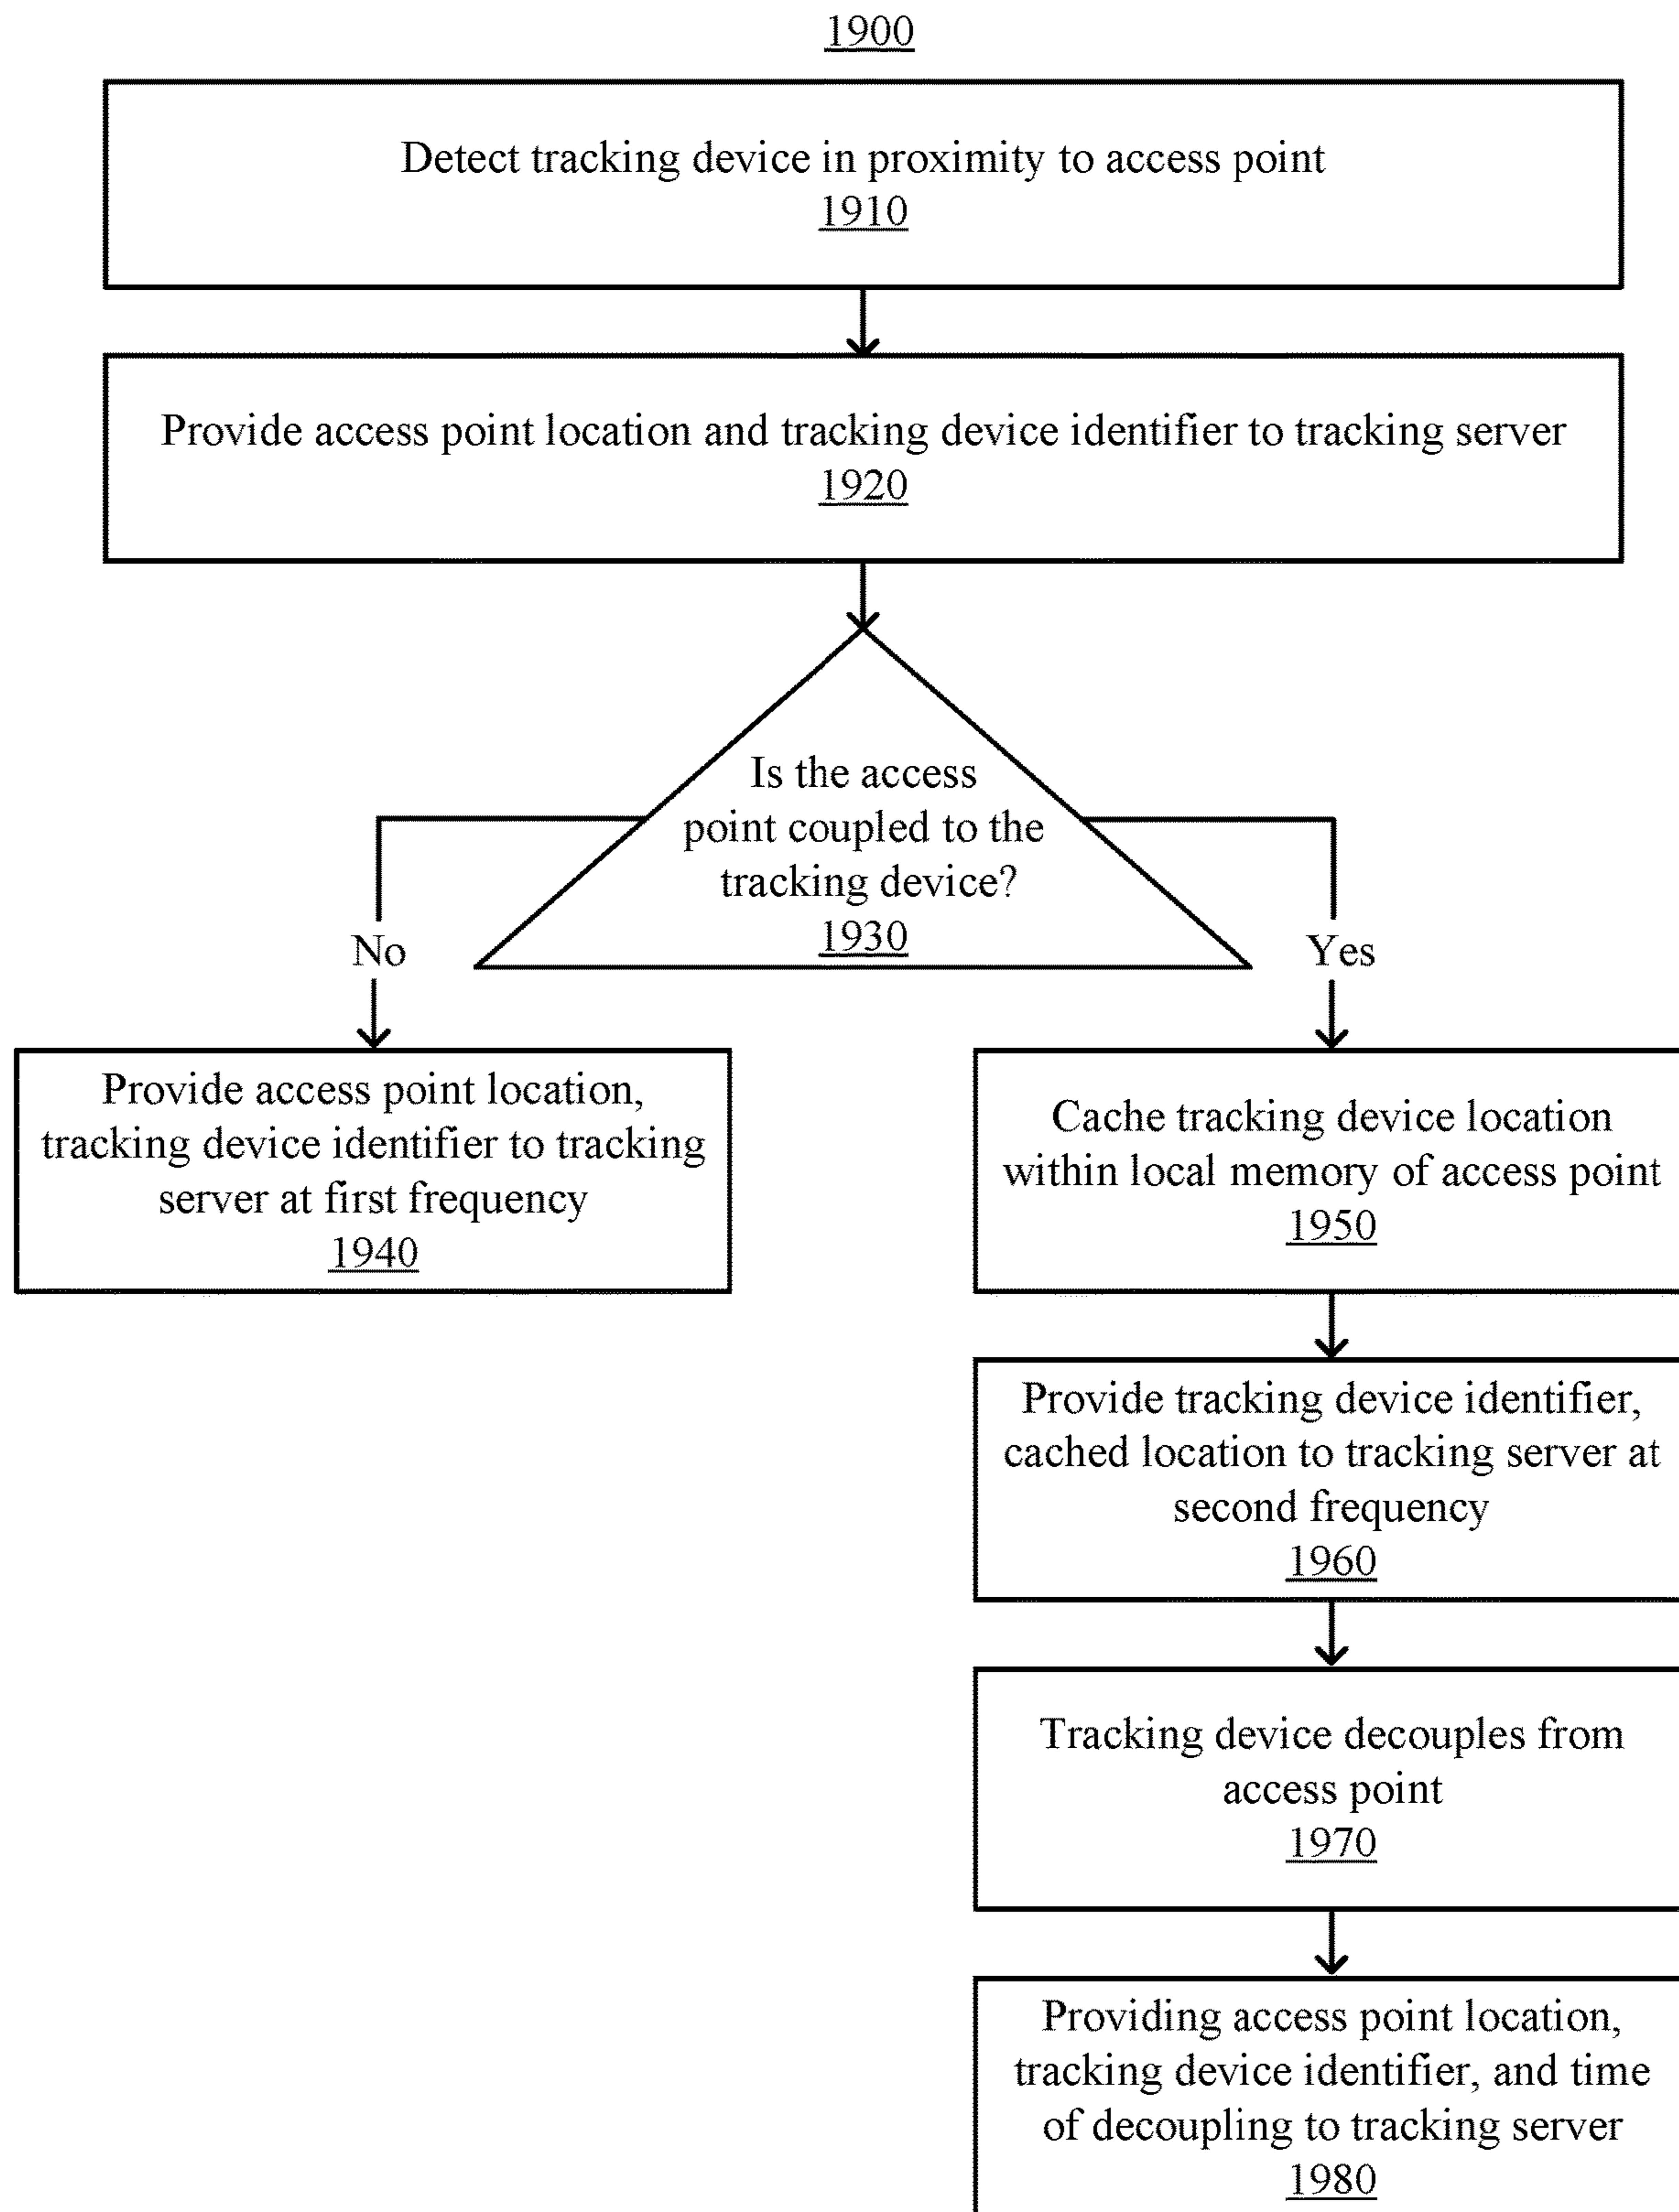 1900
Detect tracking device in proximity to access point
1910
Provide access point location and tracking device identifier to tracking server
1920
Is the access
point coupled to the
tracking device?
1930
No
Yes
Provide access point location,
tracking device identifier to tracking
server at first frequency
1940
Cache tracking device location
within local memory of access point
1950
Provide tracking device identifier,
cached location to tracking server at
second frequency
1960
Tracking device decouples from
access point
1970
Providing access point location,
tracking device identifier, and time
of decoupling to tracking server
1980